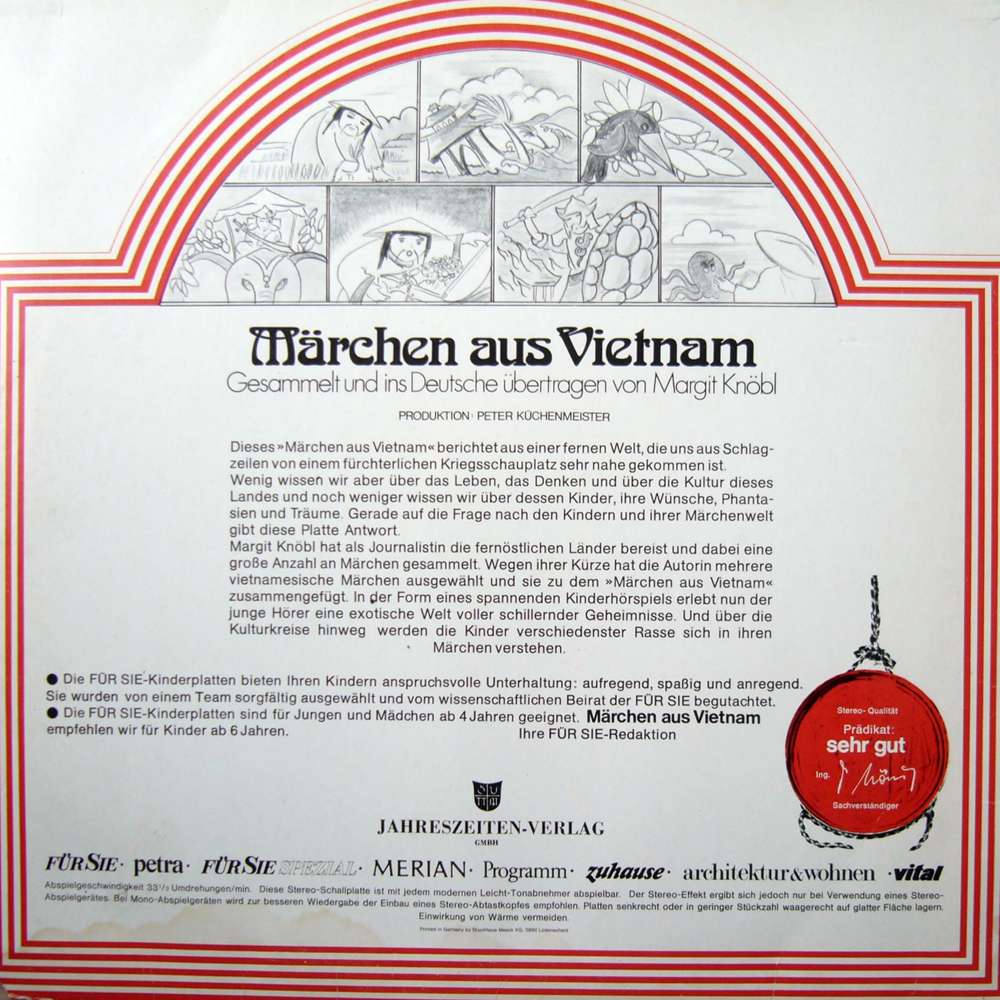 Märchen aus Vietnam
Gesammelt und ins Deutsche übertragen von Margit Knöbl
PRODUKTION: PETER KÜCHENMEISTER
Dieses »Märchen aus Vietnam« berichtet aus einer fernen Welt, die uns aus Schlag-
zeilen von einem fürchterlichen Kriegsschauplatz sehr nahe gekommen ist.
Wenig wissen wir aber über das Leben, das Denken und über die Kultur dieses
Landes und noch weniger wissen wir über dessen Kinder, ihre Wünsche, Phanta-
sien und Träume. Gerade auf die Frage nach den Kindern und ihrer Märchenwelt
gibt diese Platte Antwort.
Margit Knöbl hat als Journalistin die fernöstlichen Länder bereist und dabei eine
große Anzahl an Märchen gesammelt. Wegen ihrer Kürze hat die Autorin mehrere
vietnamesische Märchen ausgewählt und sie zu dem »Märchen aus Vietnam«
zusammengefügt. In der Form eines spannenden Kinderhörspiels erlebt nun der
junge Hörer eine exotische Welt voller schillernder Geheimnisse. Und über die
Kulturkreise hinweg werden die Kinder verschiedenster Rasse sich in ihren
Märchen verstehen.
● Die FÜR SIE-Kinderplatten bieten Ihren Kindern anspruchsvolle Unterhaltung: aufregend, spaßig und anregend.
Sie wurden von einem Team sorgfältig ausgewählt und vom wissenschaftlichen Beirat der FÜR SIE begutachtet.
● Die FÜR SIE-Kinderplatten sind für Jungen und Mädchen ab 4 Jahren geeignet. Märchen aus Vietnam
empfehlen wir für Kinder ab 6 Jahren. Ihre FÜR SIE-Redaktion
Stereo-Qualität
Prädikat:
sehr gut
Ing.
Sachverständiger
JAHRESZEITEN-VERLAG
GMBH
FÜR SIE · petra · FÜR SIE SPEZIAL · MERIAN · Programm · zuhause · architektur & wohnen · vital
Abspielgeschwindigkeit 33 1/3 Umdrehungen/min. Diese Stereo-Schallplatte ist mit jedem modernen Leicht-Tonabnehmer abspielbar. Der Stereo-Effekt ergibt sich jedoch nur bei Verwendung eines Stereo-
Abspielgerätes. Bei Mono-Abspielgeräten wird zur besseren Wiedergabe der Einbau eines Stereo-Abtastkopfes empfohlen. Platten senkrecht oder in geringer Stückzahl waagerecht auf glatter Fläche lagern.
Einwirkung von Wärme vermeiden.
Printed in Germany by Druckhaus Maack KG, 5880 Lüdenscheid